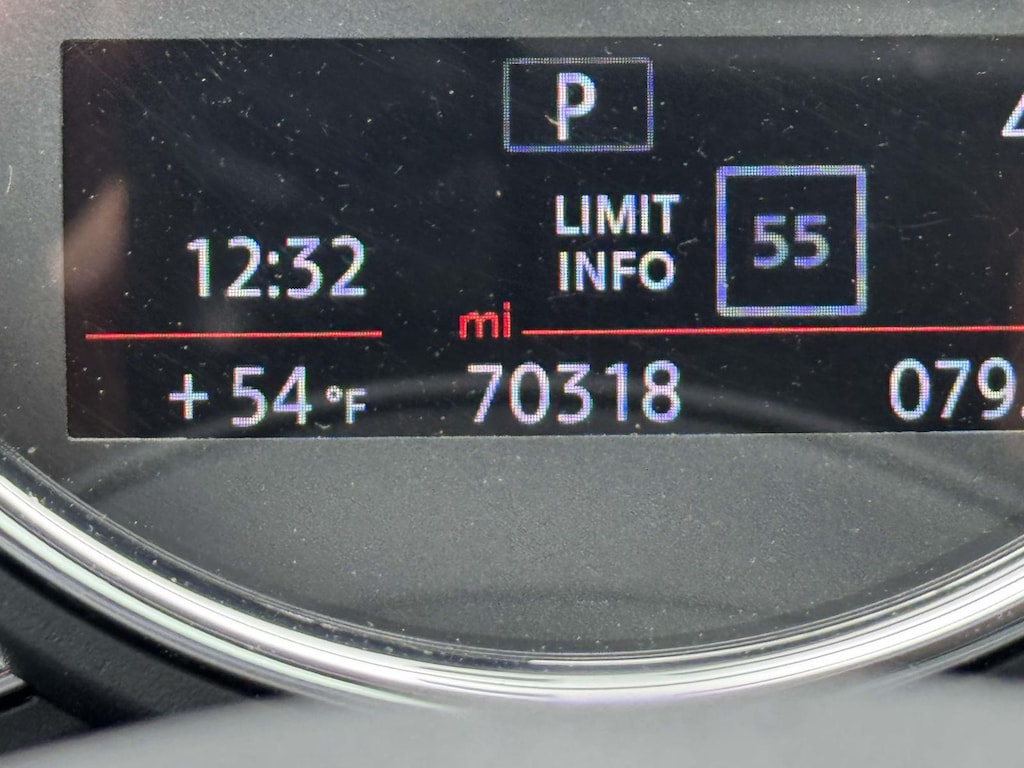 P
LIMIT
INFO
55
12:32
mi
+ 54 °F
70318
079.